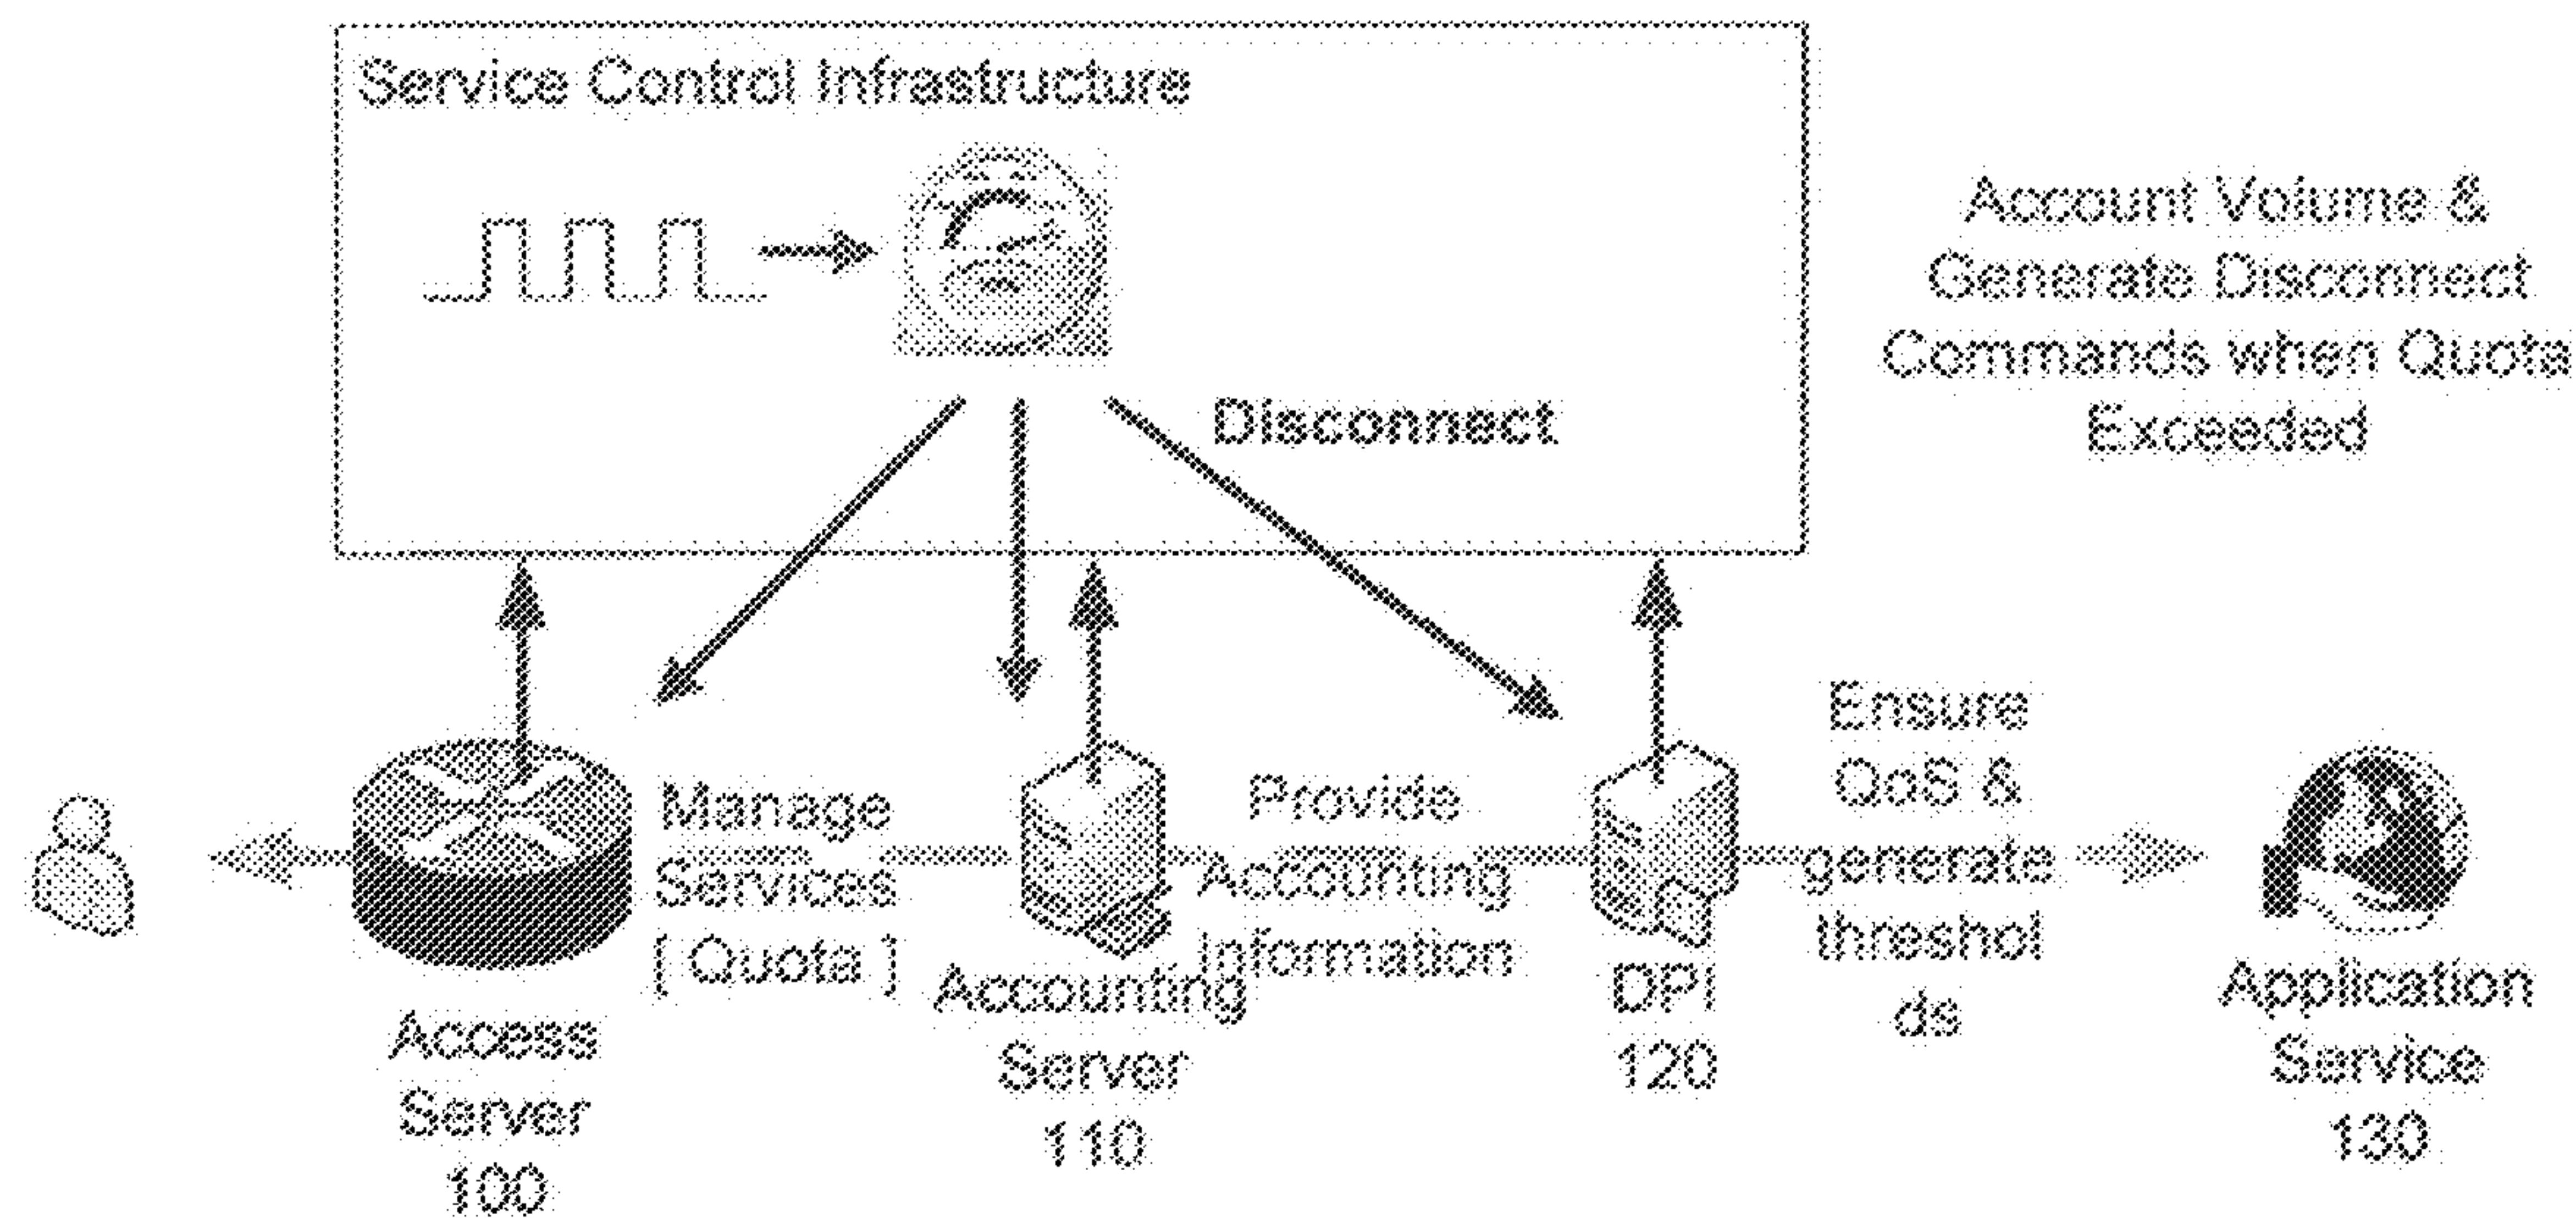 Service Control Infrastructure
Account Volume &
Generate Disconnect
Commands when Quota
Exceeded
Disconnect
Manage
Services
[ Quota ]
Provide
Accounting
Information
Ensure
QoS &
generate
threshol
ds
Access
Server
100
Accounting
Server
110
DPI
120
Application
Service
130